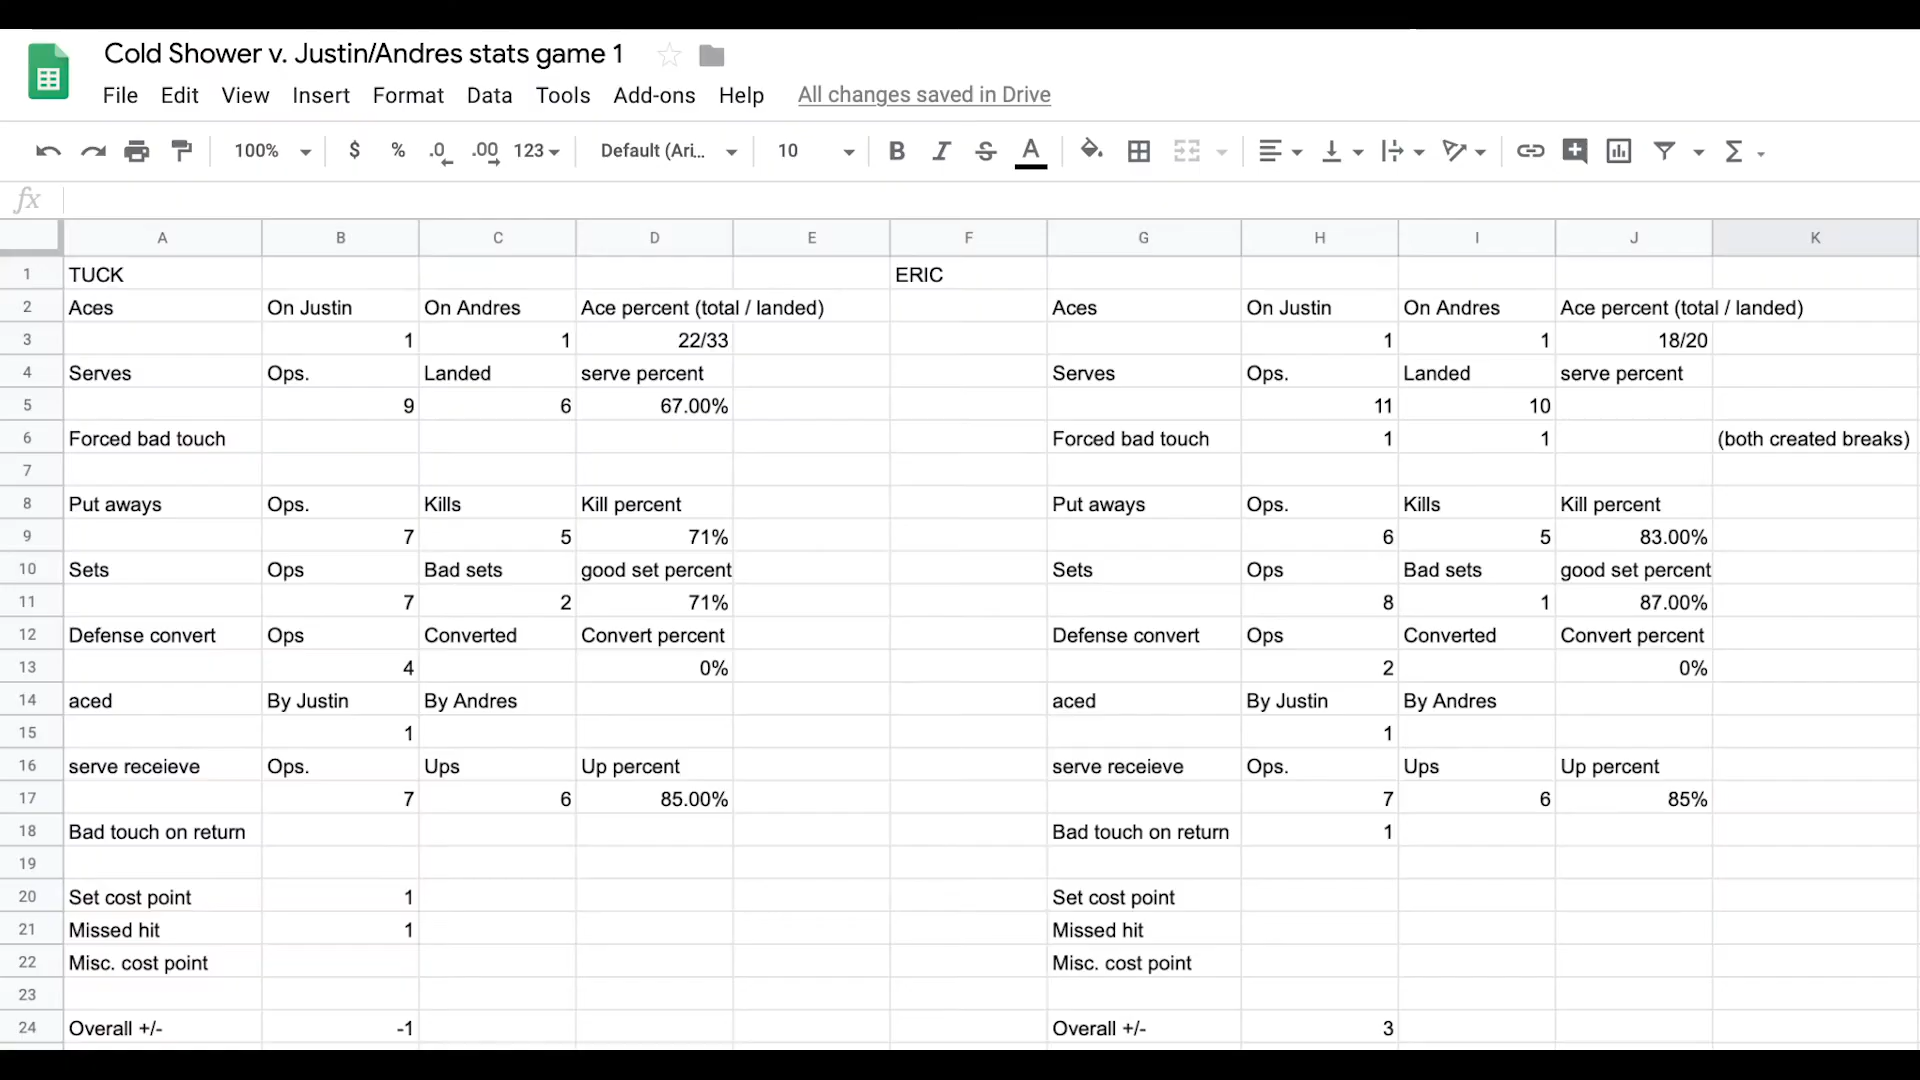 Cold Shower v. Justin/Andres stats game 1
File Edit View Insert Format Data Tools Add-ons Help All changes saved in Drive
100% $ % .0 .00 123 Default (Ari... 10 B I S A
fx
A B C D E F G H I J K
1 TUCK ERIC
2 Aces On Justin On Andres Ace percent (total / landed) Aces On Justin On Andres Ace percent (total / landed)
3 1 1 22/33 1 1 18/20
4 Serves Ops. Landed serve percent Serves Ops. Landed serve percent
5 9 6 67.00% 11 10
6 Forced bad touch Forced bad touch 1 1 (both created breaks)
7
8 Put aways Ops. Kills Kill percent Put aways Ops. Kills Kill percent
9 7 5 71% 6 5 83.00%
10 Sets Ops Bad sets good set percent Sets Ops Bad sets good set percent
11 7 2 71% 8 1 87.00%
12 Defense convert Ops Converted Convert percent Defense convert Ops Converted Convert percent
13 4 0% 2 0%
14 aced By Justin By Andres aced By Justin By Andres
15 1 1
16 serve receieve Ops. Ups Up percent serve receieve Ops. Ups Up percent
17 7 6 85.00% 7 6 85%
18 Bad touch on return Bad touch on return 1
19
20 Set cost point 1 Set cost point
21 Missed hit 1 Missed hit
22 Misc. cost point Misc. cost point
23
24 Overall +/- -1 Overall +/- 3